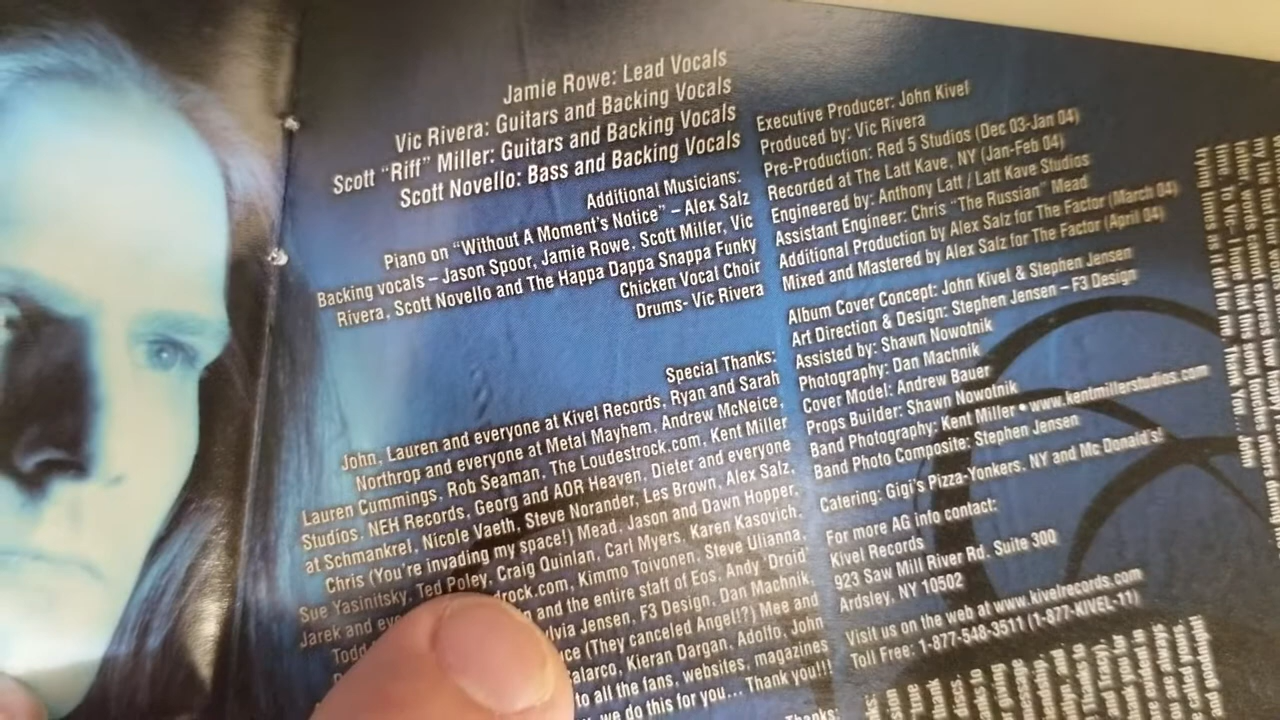 Jamie Rowe: Lead Vocals
Vic Rivera: Guitars and Backing Vocals
Scott “Riff” Miller: Guitars and Backing Vocals
Scott Novello: Bass and Backing Vocals
Additional Musicians:
Piano on “Without A Moment's Notice” – Alex Salz
Backing vocals – Jason Spoor, Jamie Rowe, Scott Miller, Vic
Rivera, Scott Novello and The Happa Dappa Snappa Funky
Chicken Vocal Choir
Drums- Vic Rivera
Special Thanks:
John, Lauren and everyone at Kivel Records, Ryan and Sarah
Northrop and everyone at Metal Mayhem, Andrew McNeice,
Lauren Cummings, Rob Seaman, The Loudestrock.com, Kent Miller
Studios, NEH Records, Georg and AOR Heaven, Dieter and everyone
at Schmankrel, Nicole Vaeth, Steve Norander, Les Brown, Alex Salz,
Chris (You're invading my space!) Mead, Jason and Dawn Hopper,
Sue Yasinitsky, Ted Poley, Craig Quinlan, Carl Myers, Karen Kasovich,
Jarek and drock.com, Kimmo Toivonen, Steve Ulianna,
Todd and the entire staff of Eos, Andy 'Droid'
Jensen, F3 Design, Dan Machnik,
(They canceled Angel!?) Mee and
Kieran Dargan, Adolfo, John
to all the fans, websites, magazines
we do this for you... Thank you!!!
Thanks:
Executive Producer: John Kivel
Produced by: Vic Rivera
Pre-Production: Red 5 Studios (Dec 03-Jan 04)
Recorded at The Latt Kave, NY (Jan-Feb 04)
Engineered by: Anthony Latt / Latt Kave Studios
Assistant Engineer: Chris “The Russian” Mead
Additional Production by Alex Salz for The Factor (March 04)
Mixed and Mastered by Alex Salz for The Factor (April 04)
Album Cover Concept: John Kivel & Stephen Jensen
Art Direction & Design: Stephen Jensen – F3 Design
Assisted by: Shawn Nowotnik
Photography: Dan Machnik
Cover Model: Andrew Bauer
Props Builder: Shawn Nowotnik
Band Photography: Kent Miller • www.kentmillerstudios.com
Band Photo Composite: Stephen Jensen
Catering: Gigi's Pizza-Yonkers, NY and Mc Donald's!
For more AG info contact:
Kivel Records
923 Saw Mill River Rd. Suite 300
Ardsley, NY 10502
Visit us on the web at www.kivelrecords.com
Toll Free: 1-877-548-3511 (1-877-KIVEL-11)